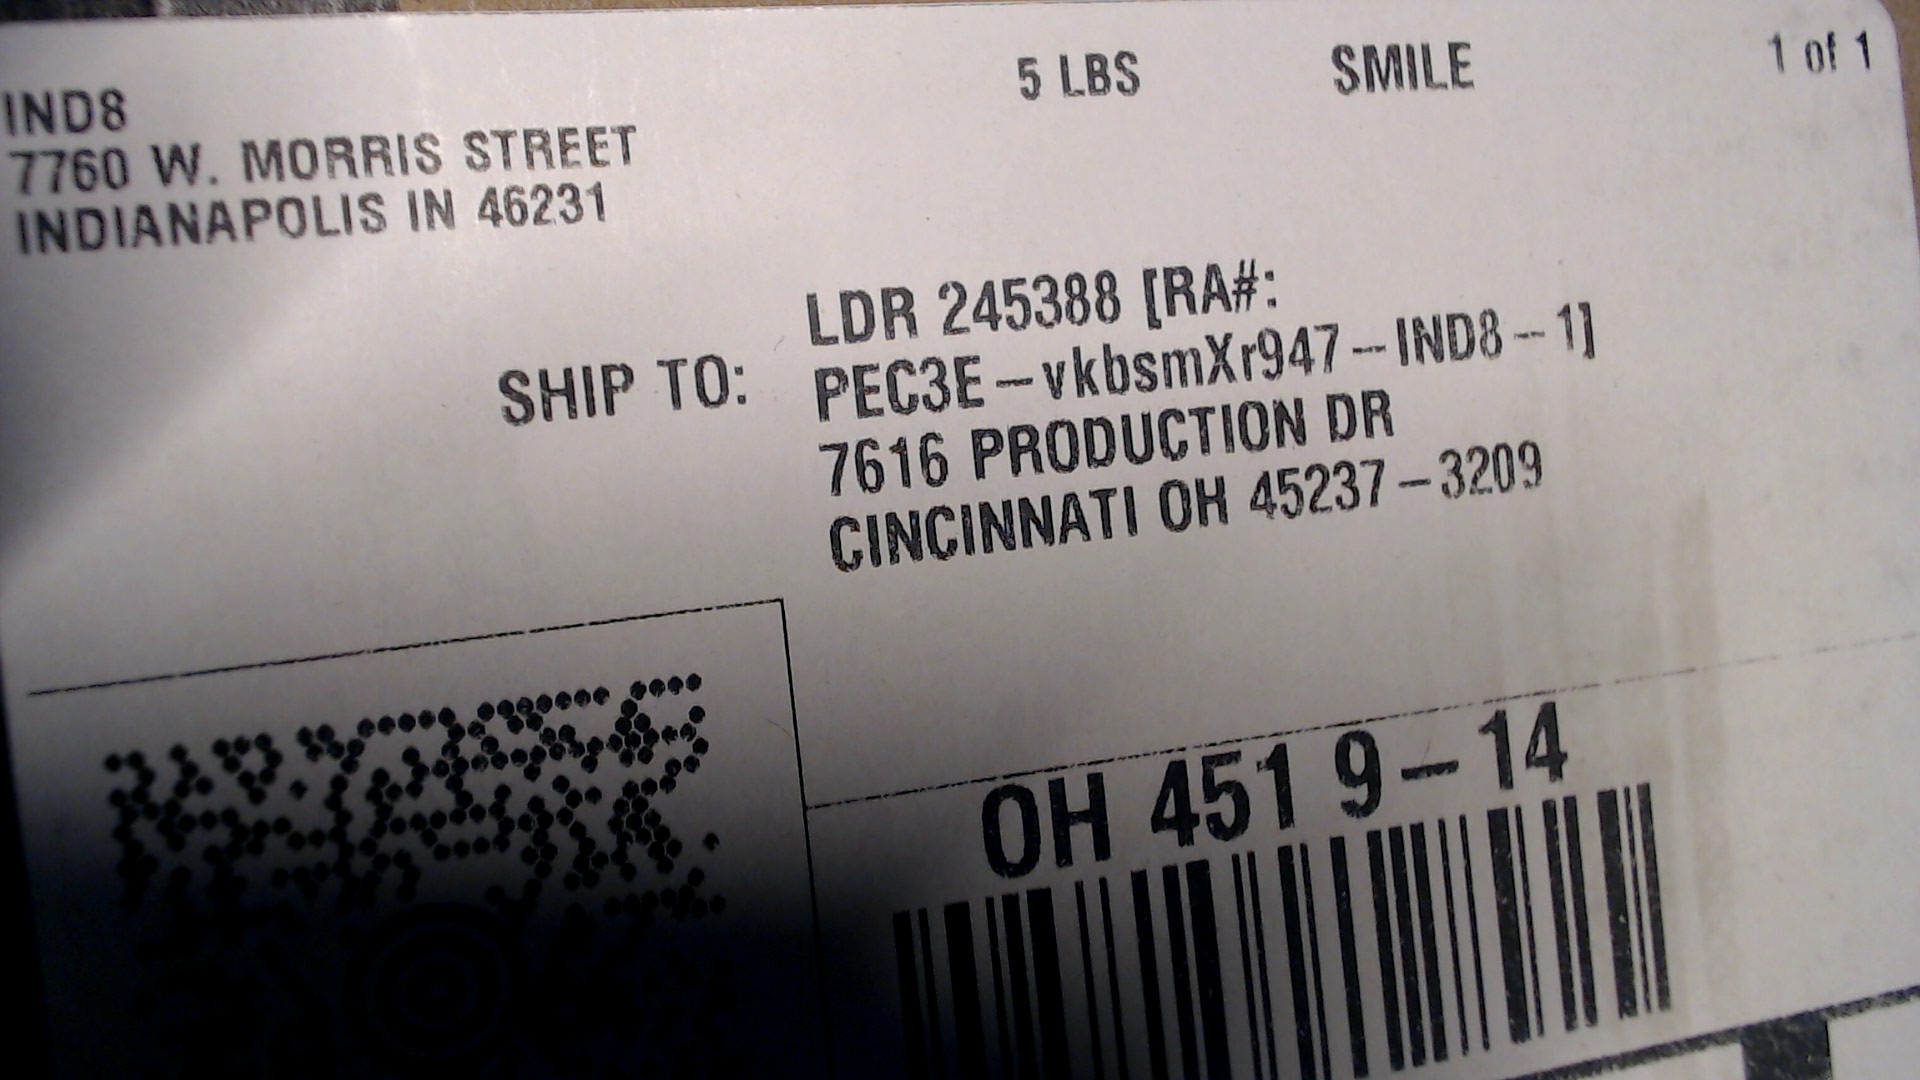 IND8
7760 W. MORRIS STREET
INDIANAPOLIS IN 46231
5 LBS
SMILE
1 of 1
SHIP TO:
LDR 245388 [RA#:
PEC3E-vkbsmXr947--IND8--1]
7616 PRODUCTION DR
CINCINNATI OH 45237-3209
OH 451 9-14